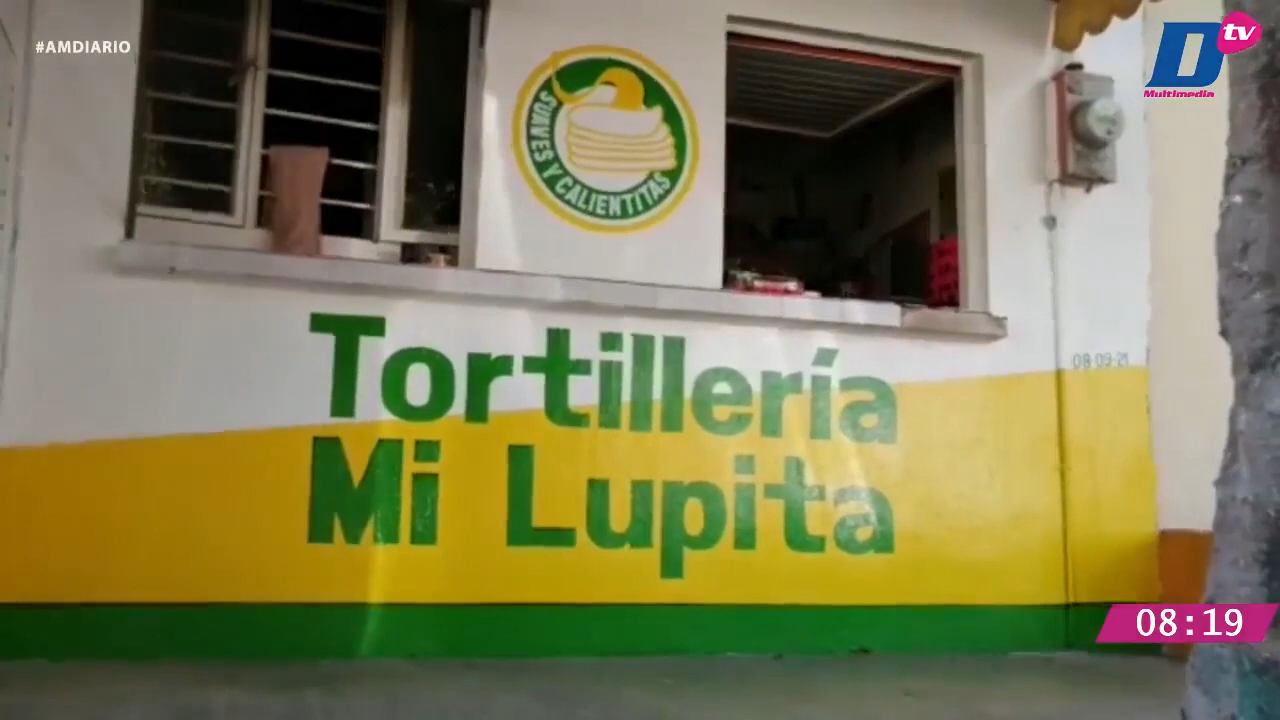 #AMDIARIO
D tv
Multimedia
SUAVES Y CALIENTITAS
08-09-21
Tortillería
Mi Lupita
08:19